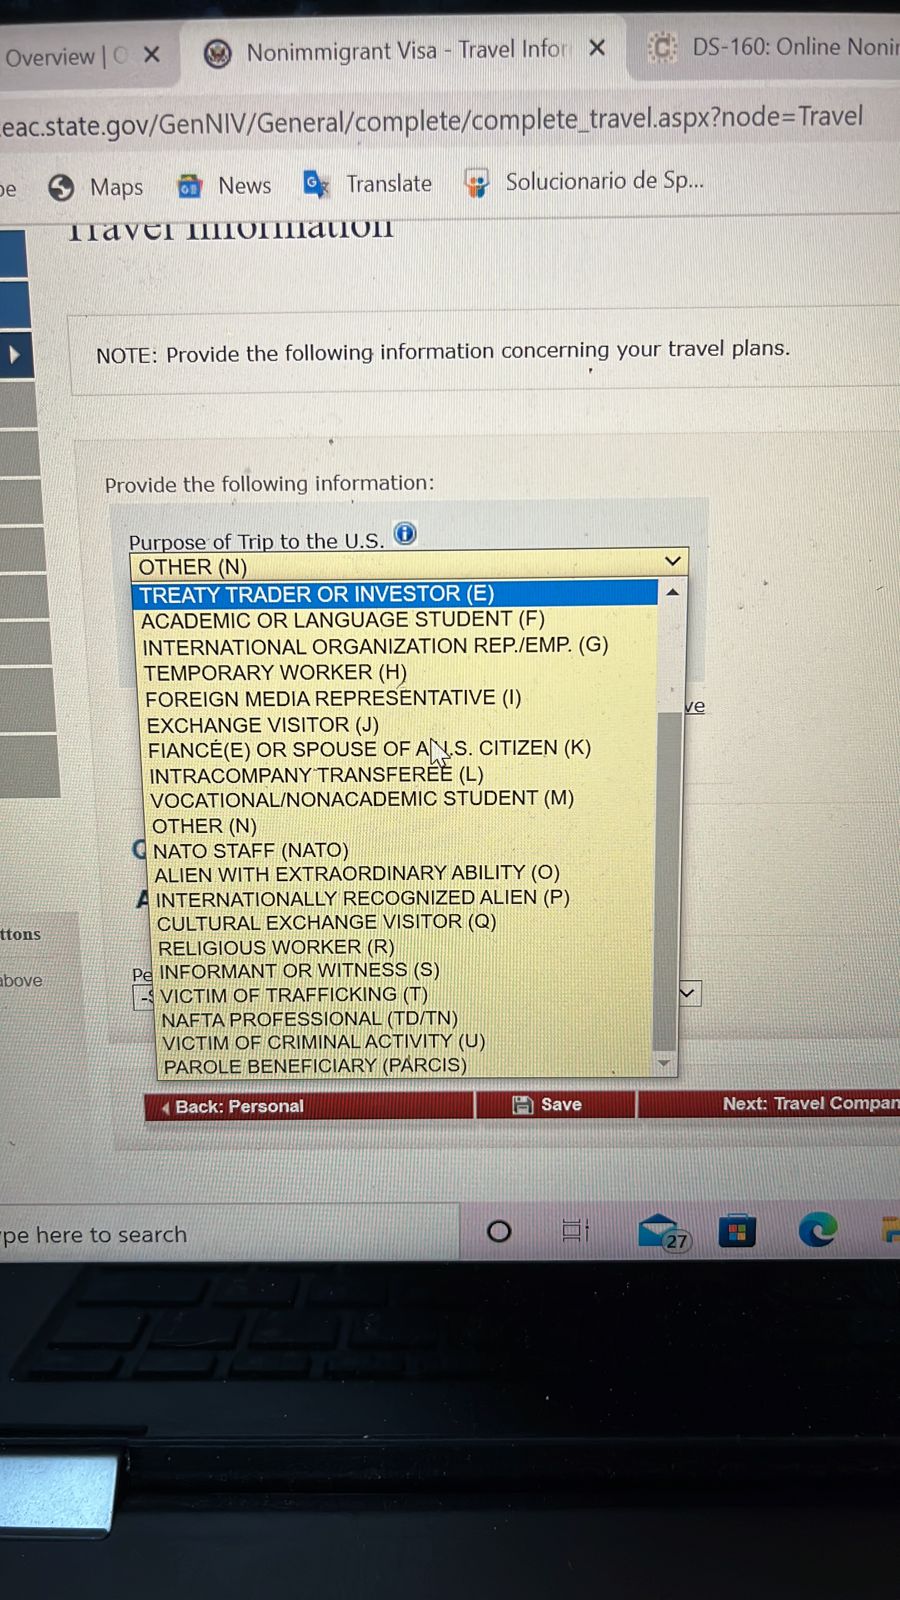 Overview |
Nonimmigrant Visa - Travel Infor
DS-160: Online Nonir
eac.state.gov/GenNIV/General/complete/complete_travel.aspx?node=Travel
Maps
News
Translate
Solucionario de Sp...
Travel Information
NOTE: Provide the following information concerning your travel plans.
Provide the following information:
Purpose of Trip to the U.S.
OTHER (N)
TREATY TRADER OR INVESTOR (E)
ACADEMIC OR LANGUAGE STUDENT (F)
INTERNATIONAL ORGANIZATION REP./EMP. (G)
TEMPORARY WORKER (H)
FOREIGN MEDIA REPRESENTATIVE (I)
EXCHANGE VISITOR (J)
FIANCÉ(E) OR SPOUSE OF A U.S. CITIZEN (K)
INTRACOMPANY TRANSFEREE (L)
VOCATIONAL/NONACADEMIC STUDENT (M)
OTHER (N)
NATO STAFF (NATO)
ALIEN WITH EXTRAORDINARY ABILITY (O)
INTERNATIONALLY RECOGNIZED ALIEN (P)
CULTURAL EXCHANGE VISITOR (Q)
RELIGIOUS WORKER (R)
INFORMANT OR WITNESS (S)
VICTIM OF TRAFFICKING (T)
NAFTA PROFESSIONAL (TD/TN)
VICTIM OF CRIMINAL ACTIVITY (U)
PAROLE BENEFICIARY (PARCIS)
ve
ttons
above
Pe
Back: Personal
Save
Next: Travel Compan
pe here to search
27